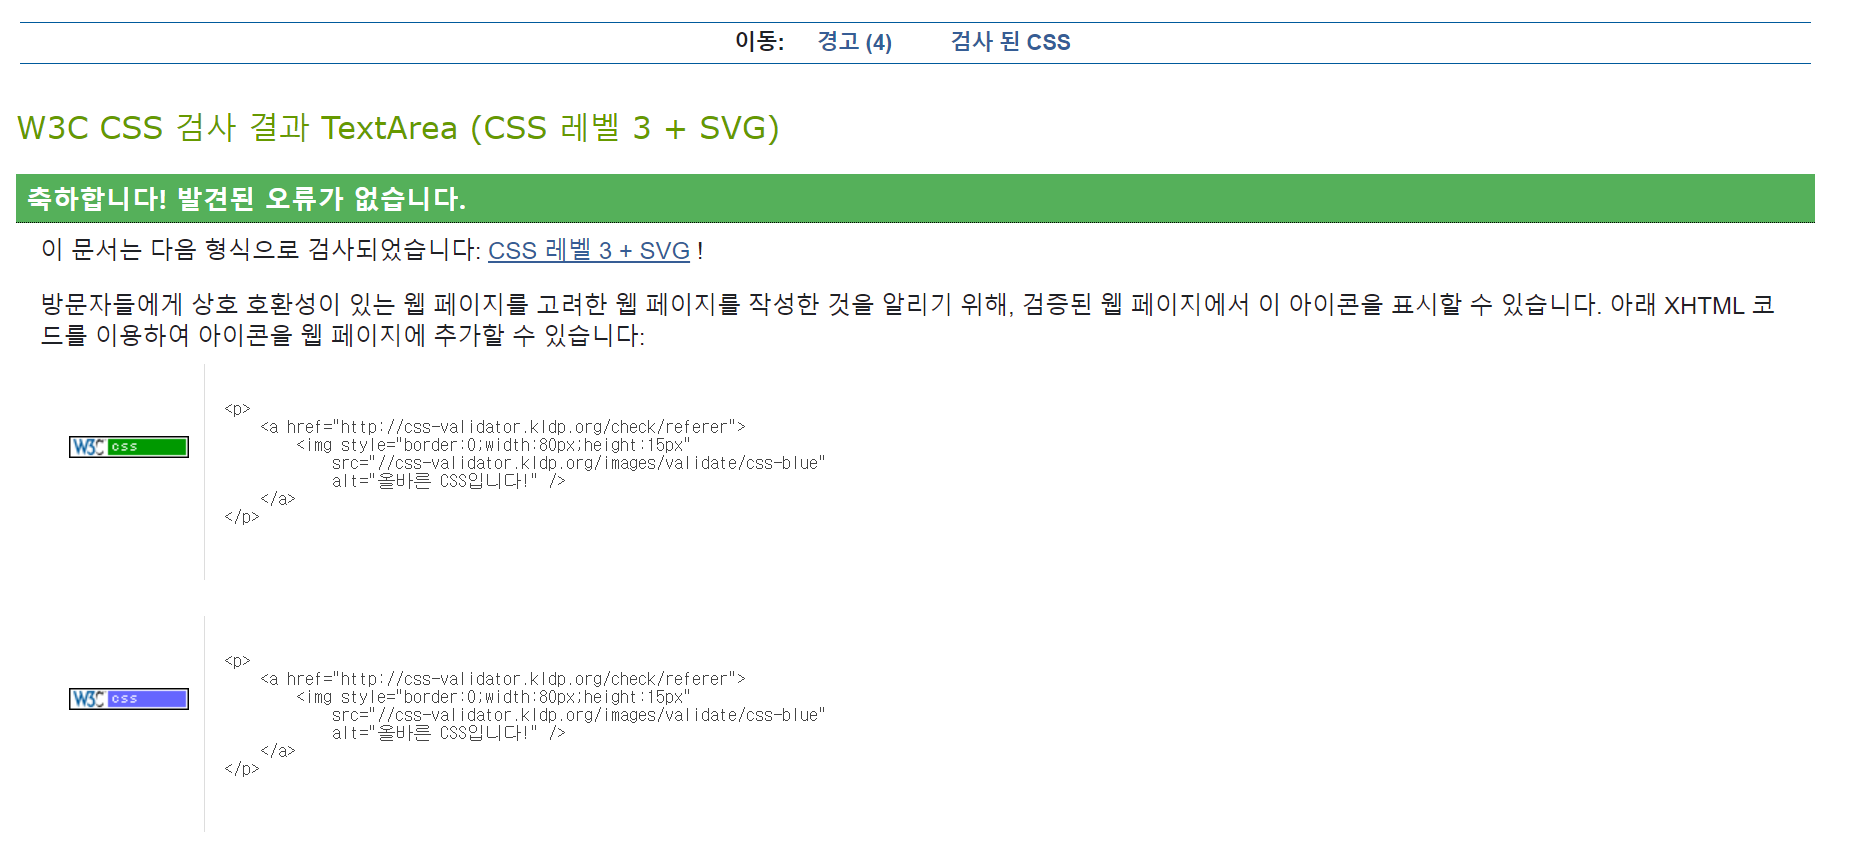 이동: 경고 (4) 검사 된 CSS
W3C CSS 검사 결과 TextArea (CSS 레벨 3 + SVG)
축하합니다! 발견된 오류가 없습니다.
이 문서는 다음 형식으로 검사되었습니다: CSS 레벨 3 + SVG !
방문자들에게 상호 호환성이 있는 웹 페이지를 고려한 웹 페이지를 작성한 것을 알리기 위해, 검증된 웹 페이지에서 이 아이콘을 표시할 수 있습니다. 아래 XHTML 코
드를 이용하여 아이콘을 웹 페이지에 추가할 수 있습니다:
W3C css
<p>
<a href="http://css-validator.kldp.org/check/referer">
<img style="border:0;width:80px;height:15px"
src="//css-validator.kldp.org/images/validate/css-blue"
alt="올바른 CSS입니다!" />
</a>
</p>
W3C css
<p>
<a href="http://css-validator.kldp.org/check/referer">
<img style="border:0;width:80px;height:15px"
src="//css-validator.kldp.org/images/validate/css-blue"
alt="올바른 CSS입니다!" />
</a>
</p>